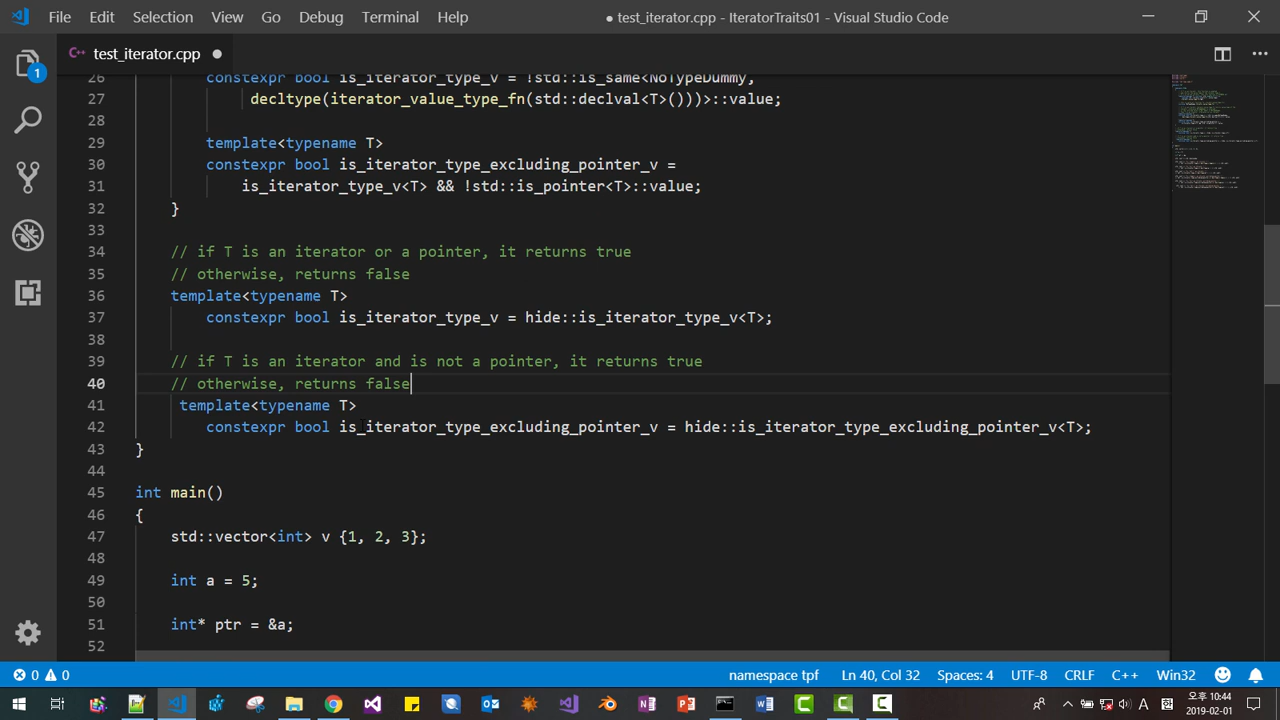 File Edit Selection View Go Debug Terminal Help
● test_iterator.cpp - IteratorTraits01 - Visual Studio Code
C++ test_iterator.cpp ●
1
26 constexpr bool is_iterator_type_v = !std::is_same<NoTypeDummy,
27 decltype(iterator_value_type_fn(std::declval<T>()))>::value;
28
29 template<typename T>
30 constexpr bool is_iterator_type_excluding_pointer_v =
31 is_iterator_type_v<T> && !std::is_pointer<T>::value;
32 }
33
34 // if T is an iterator or a pointer, it returns true
35 // otherwise, returns false
36 template<typename T>
37 constexpr bool is_iterator_type_v = hide::is_iterator_type_v<T>;
38
39 // if T is an iterator and is not a pointer, it returns true
40 // otherwise, returns false
41 template<typename T>
42 constexpr bool is_iterator_type_excluding_pointer_v = hide::is_iterator_type_excluding_pointer_v<T>;
43 }
44
45 int main()
46 {
47 std::vector<int> v {1, 2, 3};
48
49 int a = 5;
50
51 int* ptr = &a;
52
0 0 namespace tpf Ln 40, Col 32 Spaces: 4 UTF-8 CRLF C++ Win32
A 오후 10:44
2019-02-01